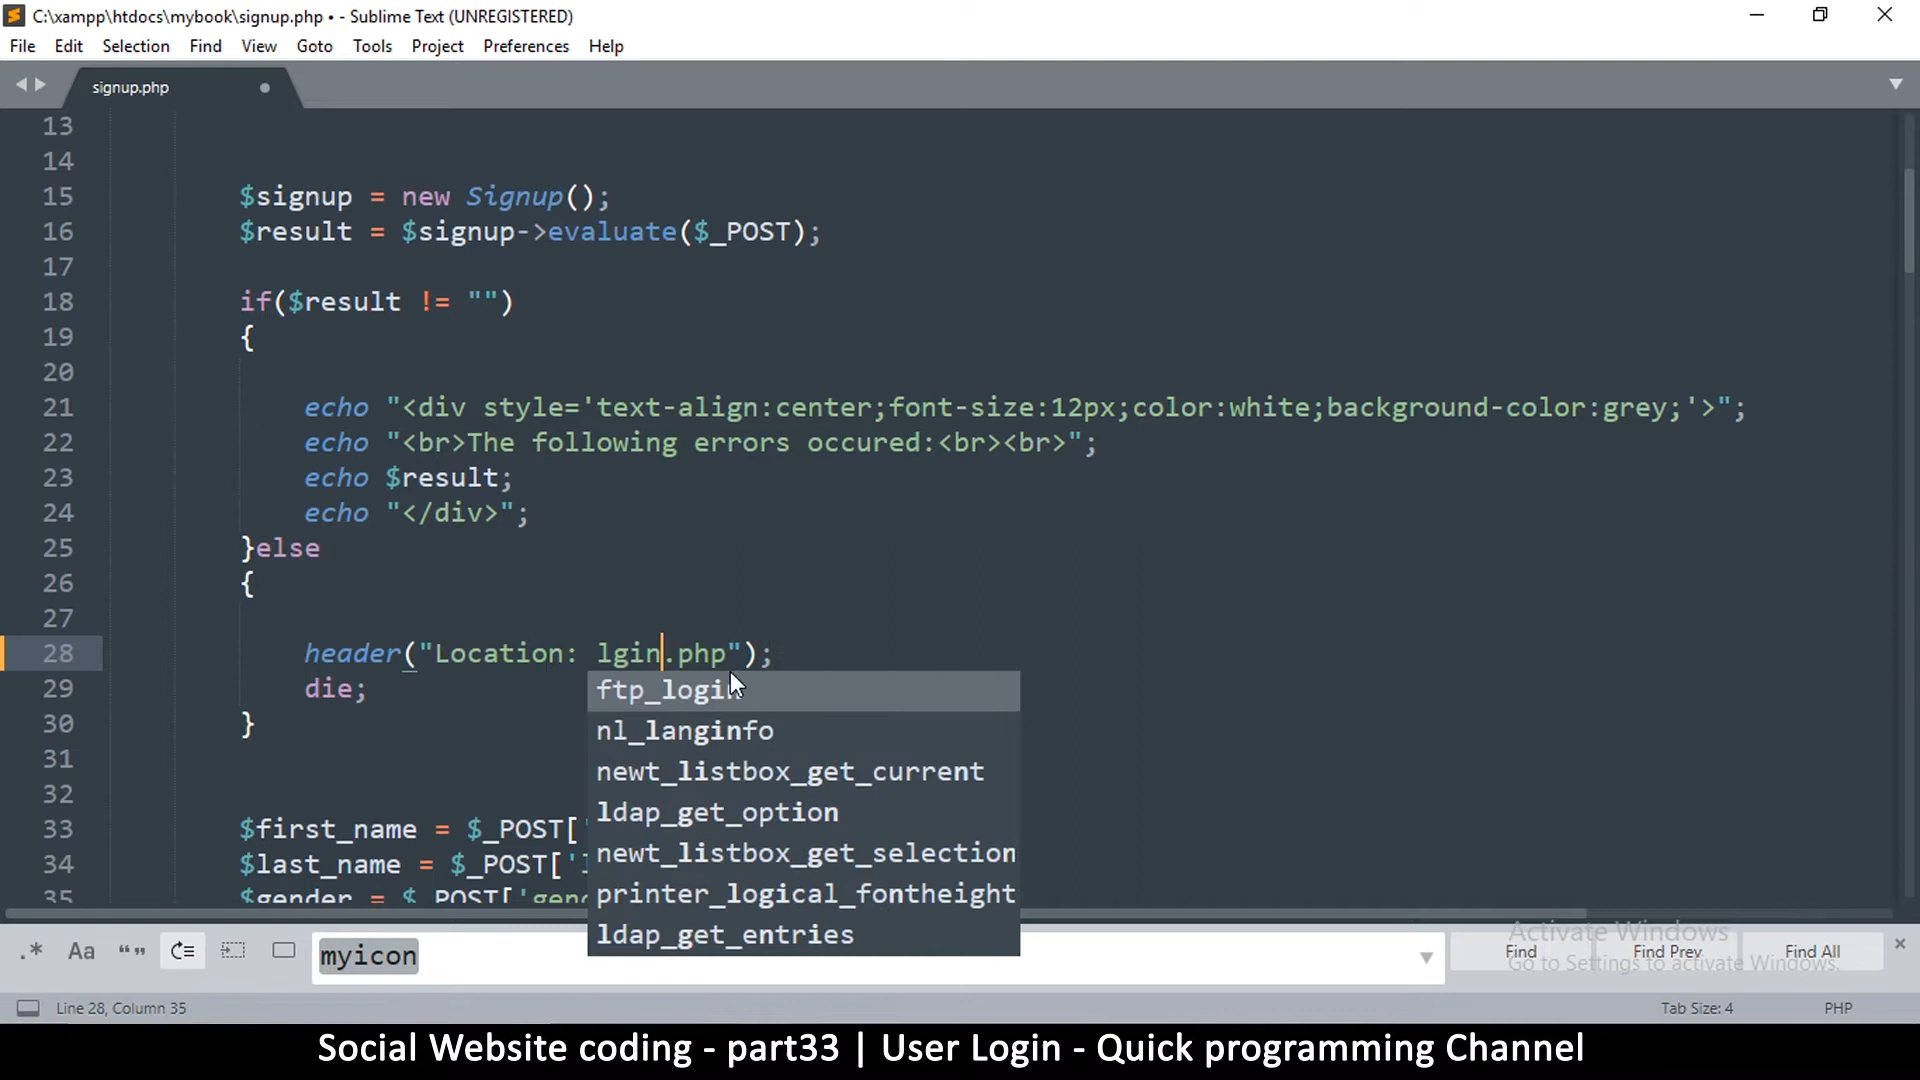 C:\xampp\htdocs\mybook\signup.php • - Sublime Text (UNREGISTERED)
File Edit Selection Find View Goto Tools Project Preferences Help
signup.php
13
14
15 $signup = new Signup();
16 $result = $signup->evaluate($_POST);
17
18 if($result != "")
19 {
20
21 echo "<div style='text-align:center;font-size:12px;color:white;background-color:grey;'>";
22 echo "<br>The following errors occured:<br><br>";
23 echo $result;
24 echo "</div>";
25 }else
26 {
27
28 header("Location: lgin.php");
29 die;
30 }
31
32
33 $first_name = $_POST['
34 $last_name = $_POST['l
35 $gender = $_POST['gend
ftp_login
nl_langinfo
newt_listbox_get_current
ldap_get_option
newt_listbox_get_selection
printer_logical_fontheight
ldap_get_entries
.* Aa “” myicon Find Find Prev Find All
Activate Windows
Go to Settings to activate Windows.
Line 28, Column 35 Tab Size: 4 PHP
Social Website coding - part33 | User Login - Quick programming Channel